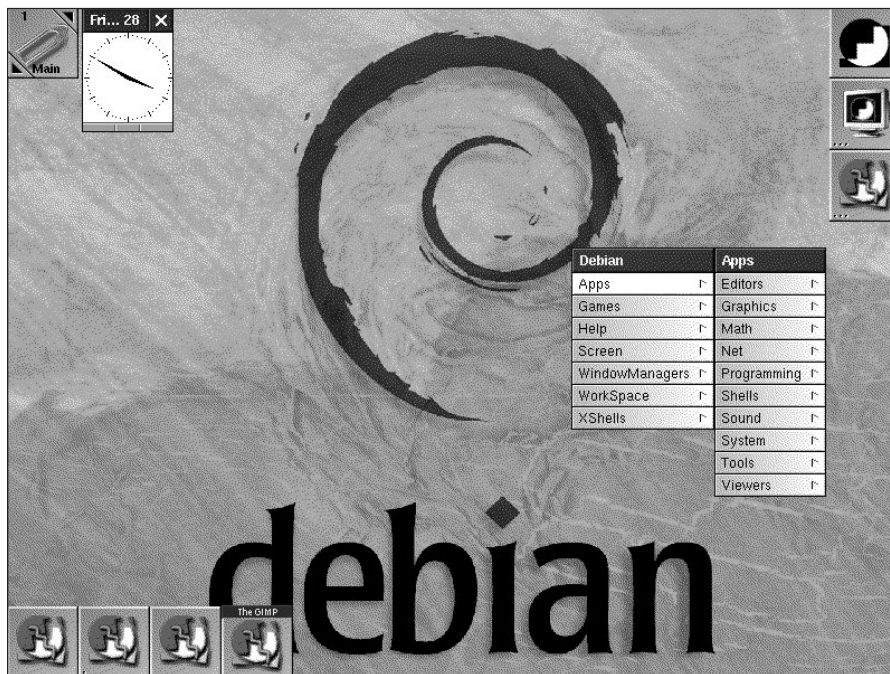 1
Main
Fri... 28
Debian
Apps
Games
Help
Screen
WindowManagers
WorkSpace
XShells
Apps
Editors
Graphics
Math
Net
Programming
Shells
Sound
System
Tools
Viewers
debian
The GIMP